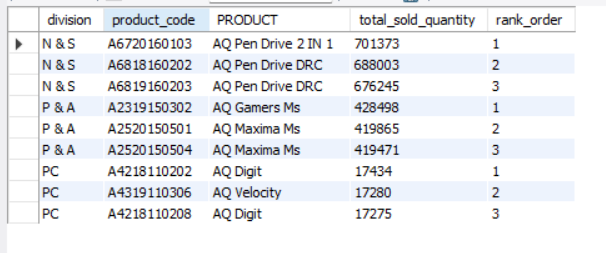 division product_code PRODUCT total_sold_quantity rank_order
N & S A6720160103 AQ Pen Drive 2 IN 1 701373 1
N & S A6818160202 AQ Pen Drive DRC 688003 2
N & S A6819160203 AQ Pen Drive DRC 676245 3
P & A A2319150302 AQ Gamers Ms 428498 1
P & A A2520150501 AQ Maxima Ms 419865 2
P & A A2520150504 AQ Maxima Ms 419471 3
PC A4218110202 AQ Digit 17434 1
PC A4319110306 AQ Velocity 17280 2
PC A4218110208 AQ Digit 17275 3